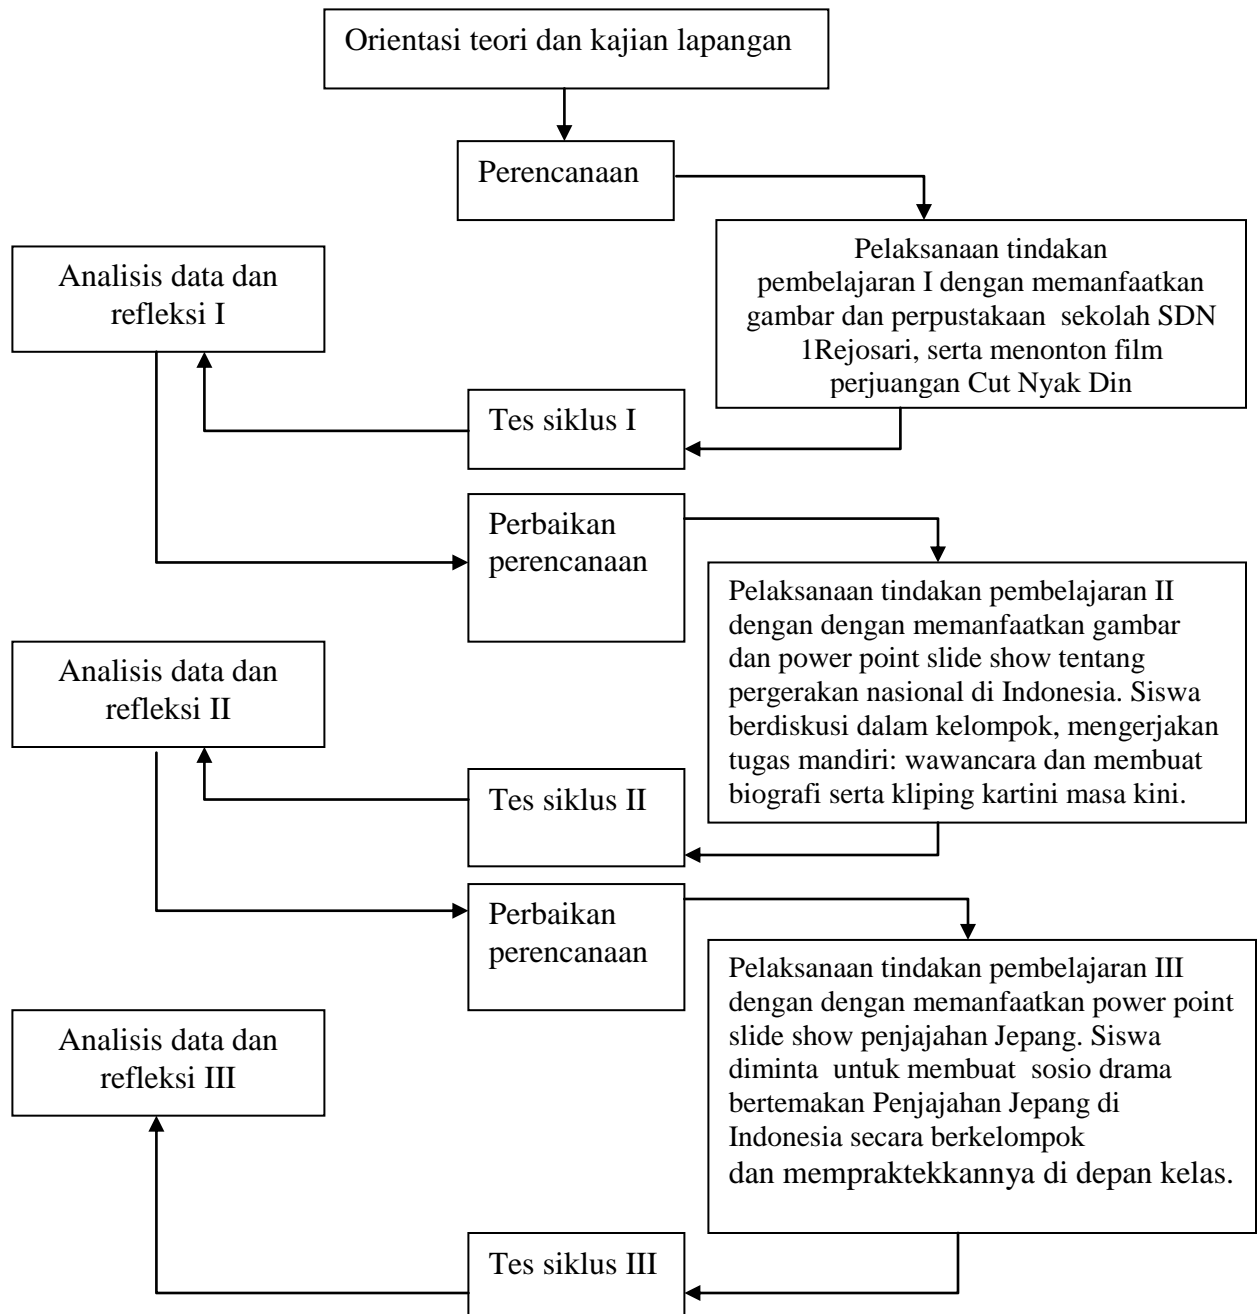 Orientasi teori dan kajian lapangan
Perencanaan
Pelaksanaan tindakan
pembelajaran I dengan memanfaatkan
gambar dan perpustakaan sekolah SDN
1Rejosari, serta menonton film
perjuangan Cut Nyak Din
Analisis data dan
refleksi I
Tes siklus I
Perbaikan
perencanaan
Pelaksanaan tindakan pembelajaran II
dengan dengan memanfaatkan gambar
dan power point slide show tentang
pergerakan nasional di Indonesia. Siswa
berdiskusi dalam kelompok, mengerjakan
tugas mandiri: wawancara dan membuat
biografi serta kliping kartini masa kini.
Analisis data dan
refleksi II
Tes siklus II
Perbaikan
perencanaan
Pelaksanaan tindakan pembelajaran III
dengan dengan memanfaatkan power point
slide show penjajahan Jepang. Siswa
diminta untuk membuat sosio drama
bertemakan Penjajahan Jepang di
Indonesia secara berkelompok
dan mempraktekkannya di depan kelas.
Analisis data dan
refleksi III
Tes siklus III